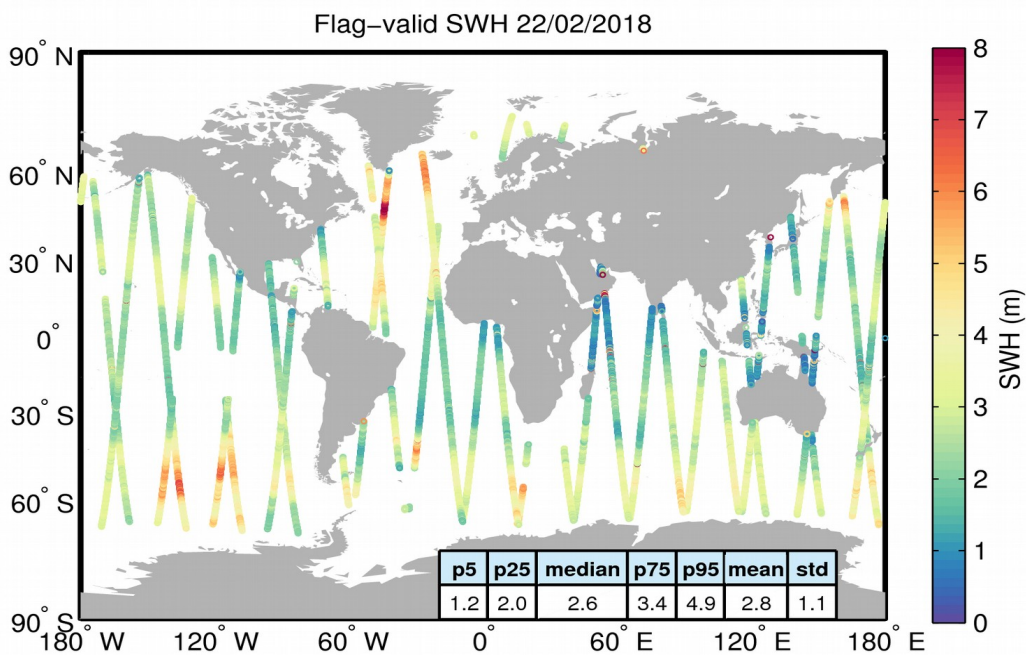 Flag−valid SWH 22/02/2018
90° N
60° N
30° N
0°
30° S
60° S
90° S
180° W 120° W 60° W 0° 60° E 120° E 180° E
p5 p25 median p75 p95 mean std
1.2 2.0 2.6 3.4 4.9 2.8 1.1
8
7
6
5
4
3
2
1
0
SWH (m)